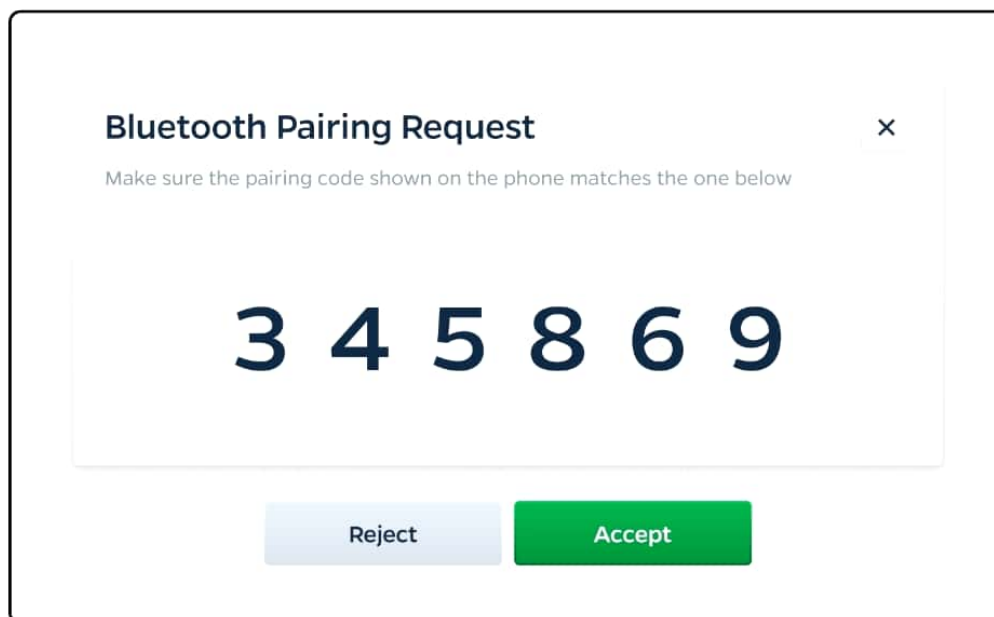 Bluetooth Pairing Request
Make sure the pairing code shown on the phone matches the one below
3 4 5 8 6 9
Reject Accept